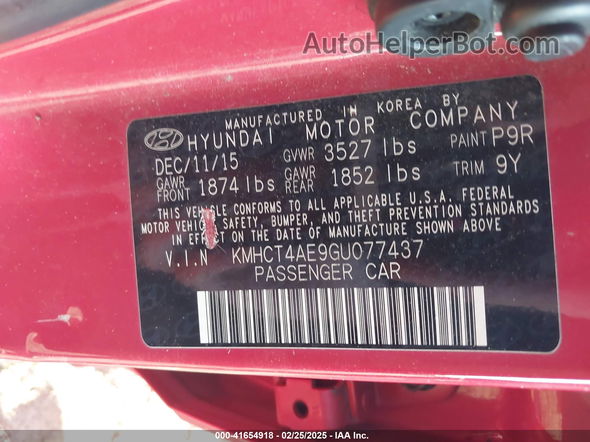 AutoHelperBot.com
MANUFACTURED IN KOREA BY
HYUNDAI MOTOR COMPANY
DEC/11/15 GVWR 3527 lbs PAINT P9R
GAWR FRONT 1874 lbs GAWR REAR 1852 lbs TRIM 9Y
THIS VEHICLE CONFORMS TO ALL APPLICABLE U.S.A. FEDERAL
MOTOR VEHICLE SAFETY, BUMPER, AND THEFT PREVENTION STANDARDS
IN EFFECT ON THE DATE OF MANUFACTURE SHOWN ABOVE.
V.I.N KMHCT4AE9GU077437
PASSENGER CAR
000-41654918 - 02/25/2025 - IAA Inc.